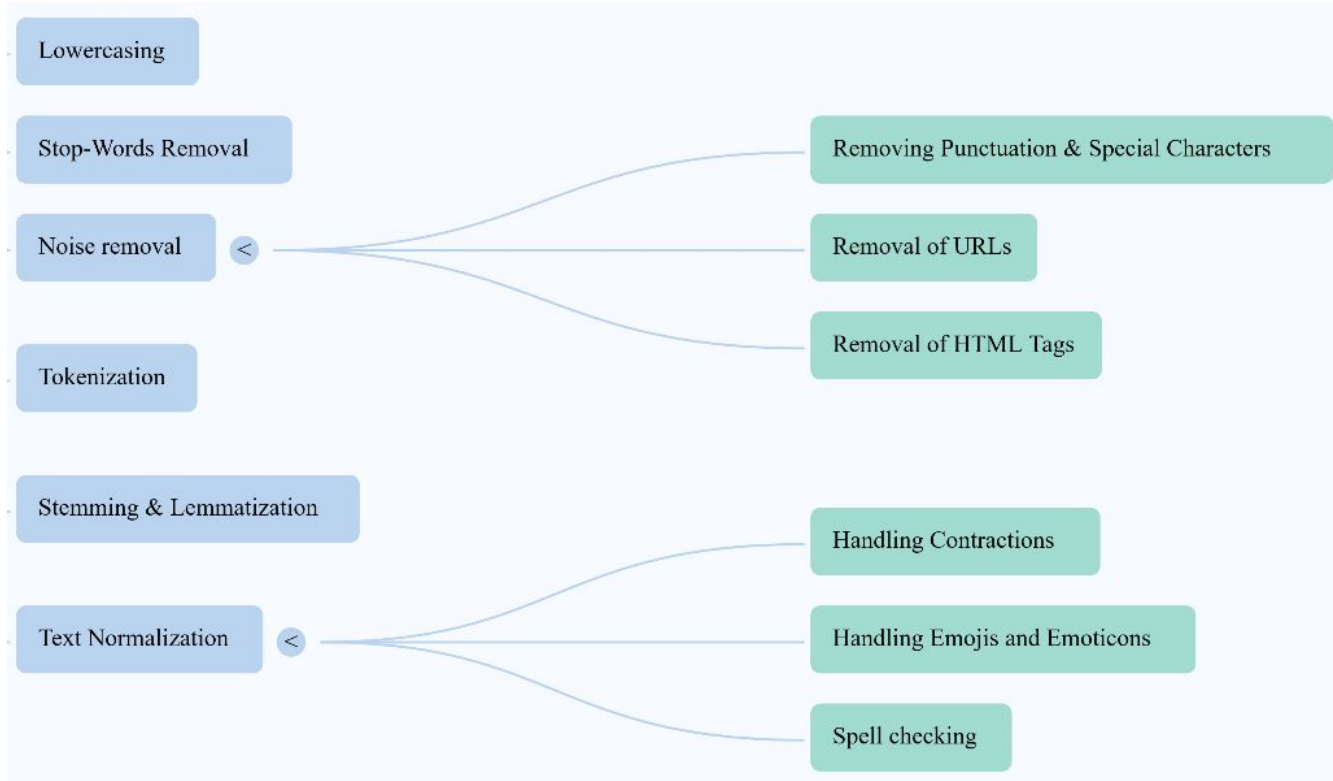 Lowercasing
Stop-Words Removal
Removing Punctuation & Special Characters
Noise removal
<
Removal of URLs
Removal of HTML Tags
Tokenization
Stemming & Lemmatization
Handling Contractions
Text Normalization
<
Handling Emojis and Emoticons
Spell checking